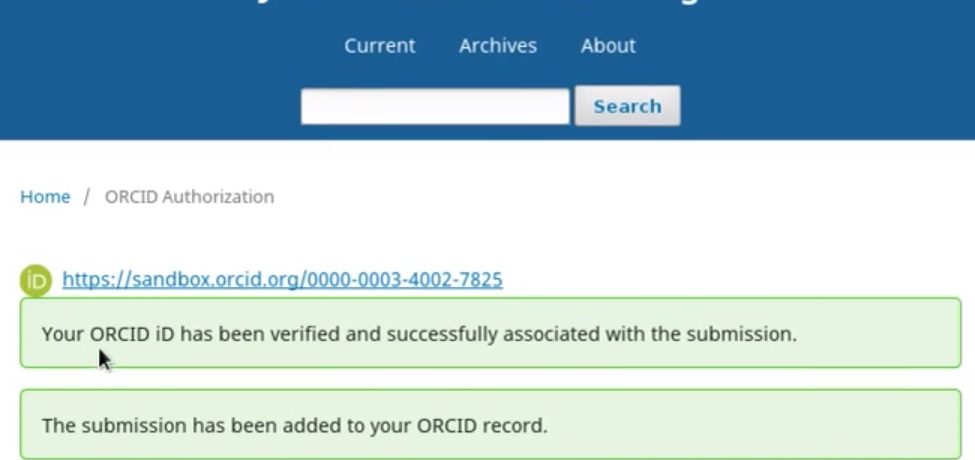 Current Archives About
Search
Home / ORCID Authorization
iD https://sandbox.orcid.org/0000-0003-4002-7825
Your ORCID iD has been verified and successfully associated with the submission.
The submission has been added to your ORCID record.